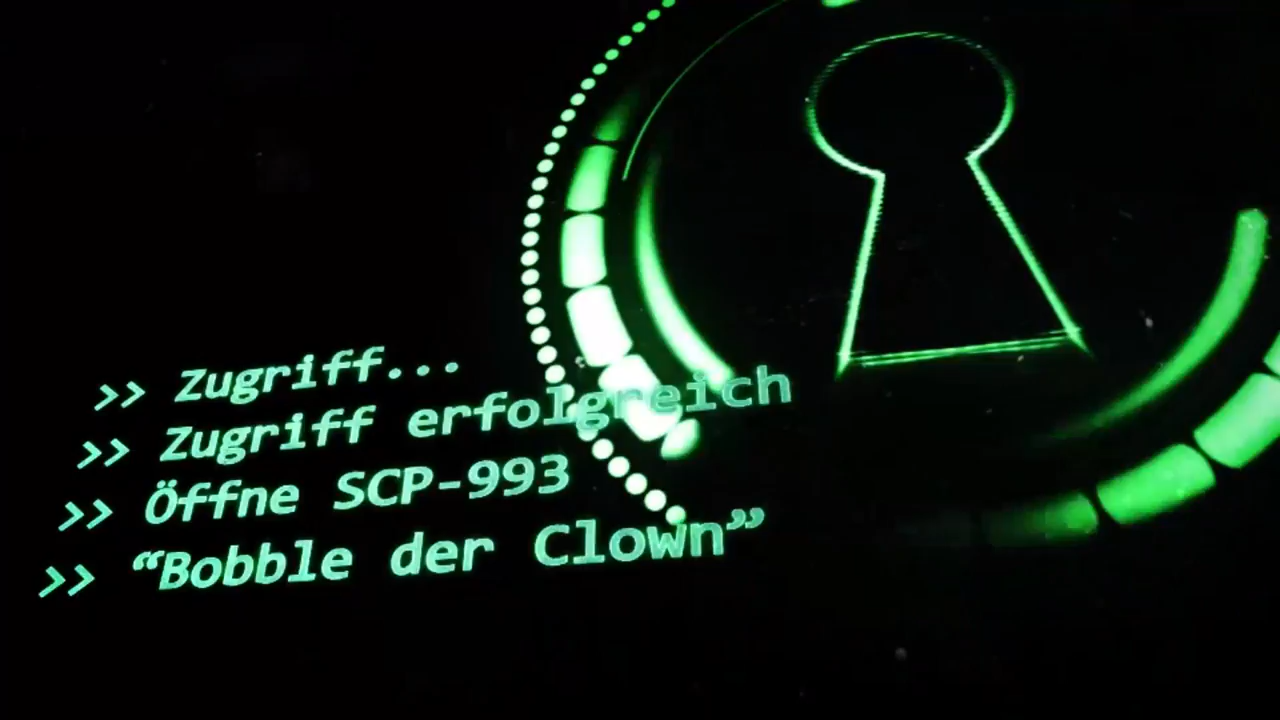 >> Zugriff...
>> Zugriff erfolgreich
>> Öffne SCP-993
>> “Bobble der Clown”